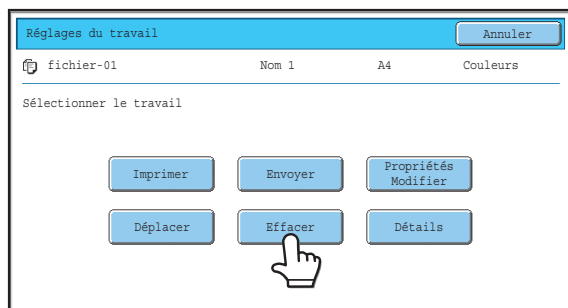 Réglages du travail Annuler
fichier-01 Nom 1 A4 Couleurs
Sélectionner le travail
Imprimer Envoyer Propriétés
Modifier
Déplacer Effacer Détails